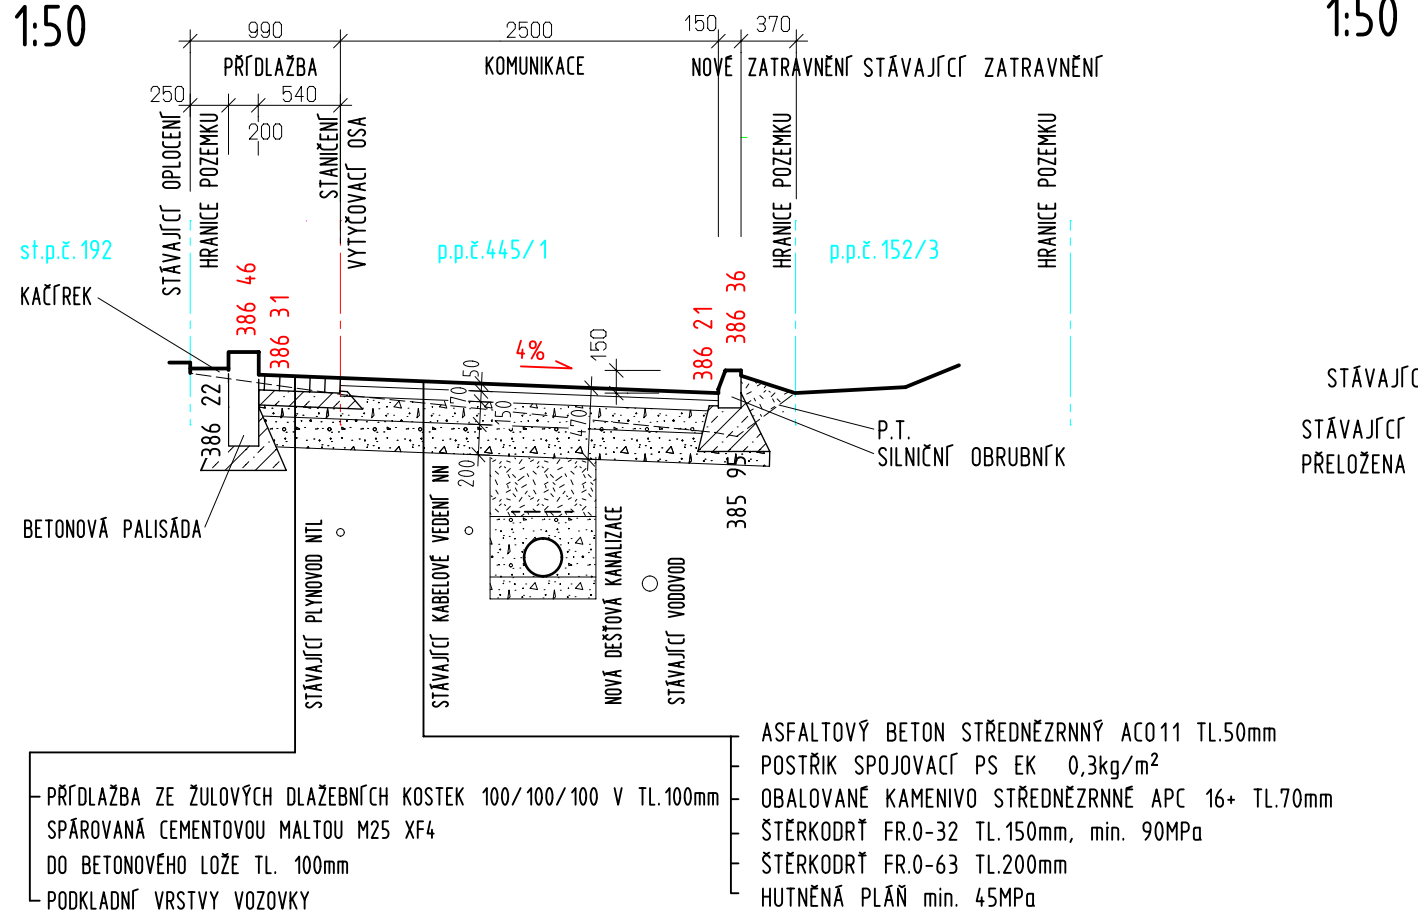 1:50
1:50
990
2500
150
370
PŘÍDLAŽBA
KOMUNIKACE
NOVÉ ZATRAVNĚNÍ
STÁVAJÍCÍ ZATRAVNĚNÍ
250
540
200
STÁVAJÍCÍ OPLOCENÍ
HRANICE POZEMKU
STANIČENÍ
VYTYČOVACÍ OSA
HRANICE POZEMKU
HRANICE POZEMKU
st.p.č.192
p.p.č.445/1
p.p.č.152/3
KAČÍREK
386 46
386 31
386 22
4%
150
386 21
386 36
50
70
150
470
200
385 95
P.T.
SILNIČNÍ OBRUBNÍK
STÁVAJÍC
STÁVAJÍCÍ
PŘELOŽENA
BETONOVÁ PALISÁDA
STÁVAJÍCÍ PLYNOVOD NTL
STÁVAJÍCÍ KABELOVÉ VEDENÍ NN
NOVÁ DEŠŤOVÁ KANALIZACE
STÁVAJÍCÍ VODOVOD
PŘÍDLAŽBA ZE ŽULOVÝCH DLAŽEBNÍCH KOSTEK 100/100/100 V TL.100mm
SPÁROVANÁ CEMENTOVOU MALTOU M25 XF4
DO BETONOVÉHO LOŽE TL. 100mm
PODKLADNÍ VRSTVY VOZOVKY
ASFALTOVÝ BETON STŘEDNĚZRNNÝ ACO11 TL.50mm
POSTŘIK SPOJOVACÍ PS EK 0,3kg/m²
OBALOVANÉ KAMENIVO STŘEDNĚZRNNÉ APC 16+ TL.70mm
ŠTĚRKODRŤ FR.0-32 TL.150mm, min. 90MPa
ŠTĚRKODRŤ FR.0-63 TL.200mm
HUTNĚNÁ PLÁŇ min. 45MPa